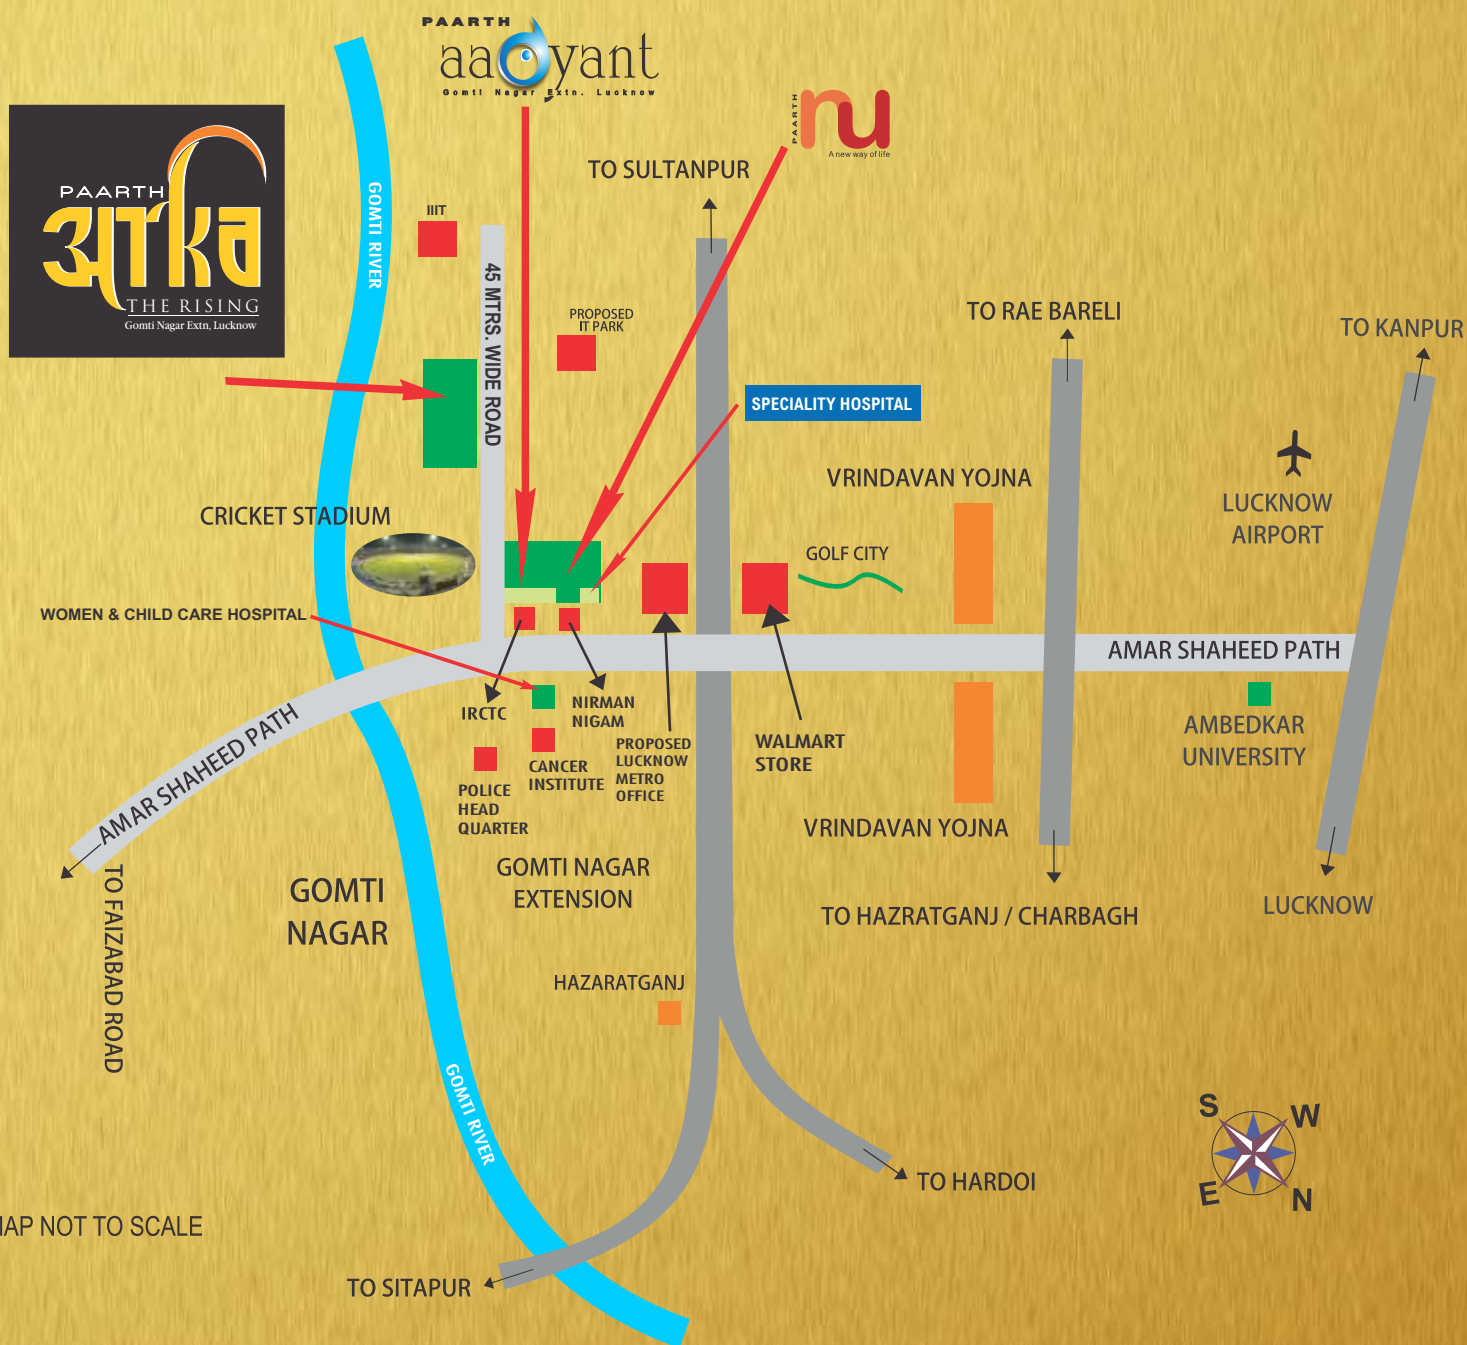 PAARTH
aadyant
Gomti Nagar Extn. Lucknow
PAARTH
nu
A new way of life
PAARTH
आर्का
THE RISING
Gomti Nagar Extn, Lucknow
GOMTI RIVER
IIIT
TO SULTANPUR
45 MTRS. WIDE ROAD
PROPOSED
IT PARK
TO RAE BARELI
TO KANPUR
SPECIALITY HOSPITAL
VRINDAVAN YOJNA
LUCKNOW
AIRPORT
CRICKET STADIUM
GOLF CITY
WOMEN & CHILD CARE HOSPITAL
AMAR SHAHEED PATH
IRCTC
NIRMAN
NIGAM
PROPOSED
LUCKNOW
METRO
OFFICE
WALMART
STORE
AMBEDKAR
UNIVERSITY
CANCER
INSTITUTE
POLICE
HEAD
QUARTER
AMAR SHAHEED PATH
VRINDAVAN YOJNA
TO FAIZABAD ROAD
GOMTI
NAGAR
GOMTI NAGAR
EXTENSION
TO HAZRATGANJ / CHARBAGH
LUCKNOW
HAZARATGANJ
GOMTI RIVER
S
W
E
N
TO HARDOI
MAP NOT TO SCALE
TO SITAPUR